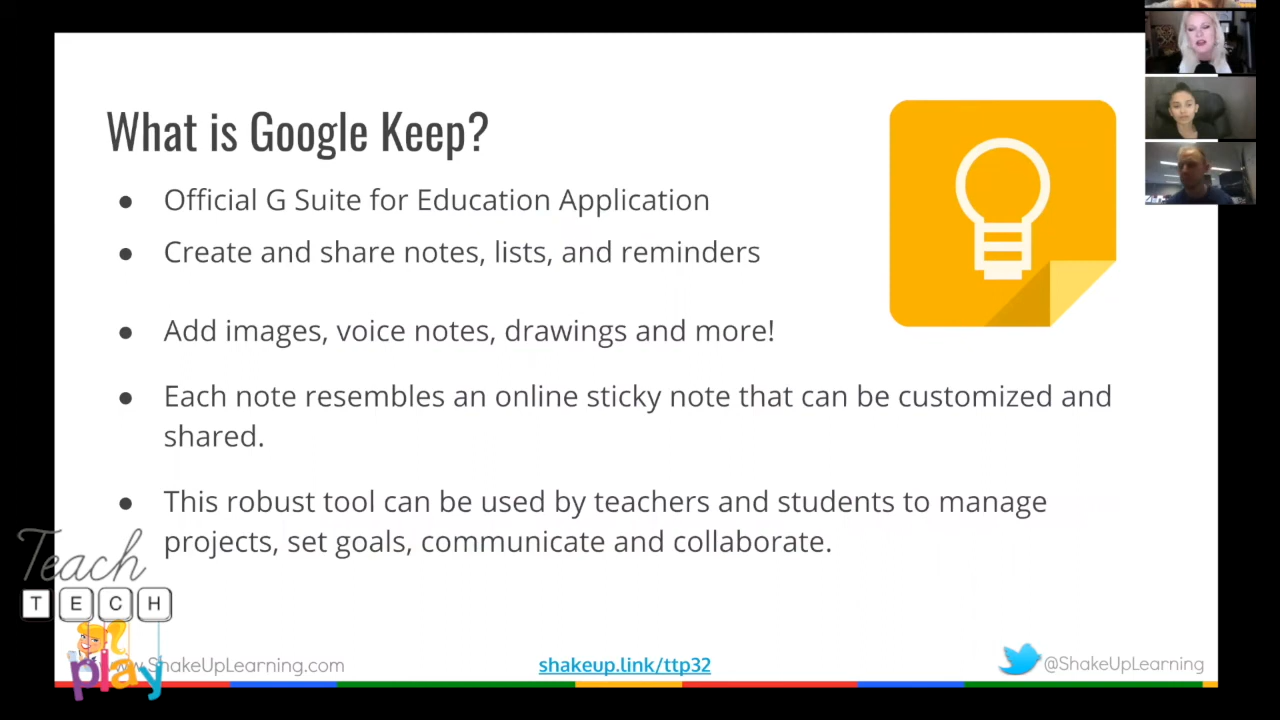 What is Google Keep?
● Official G Suite for Education Application
● Create and share notes, lists, and reminders
● Add images, voice notes, drawings and more!
● Each note resembles an online sticky note that can be customized and
shared.
● This robust tool can be used by teachers and students to manage
projects, set goals, communicate and collaborate.
Teach
TECH
play
www.ShakeUpLearning.com
shakeup.link/ttp32
@ShakeUpLearning